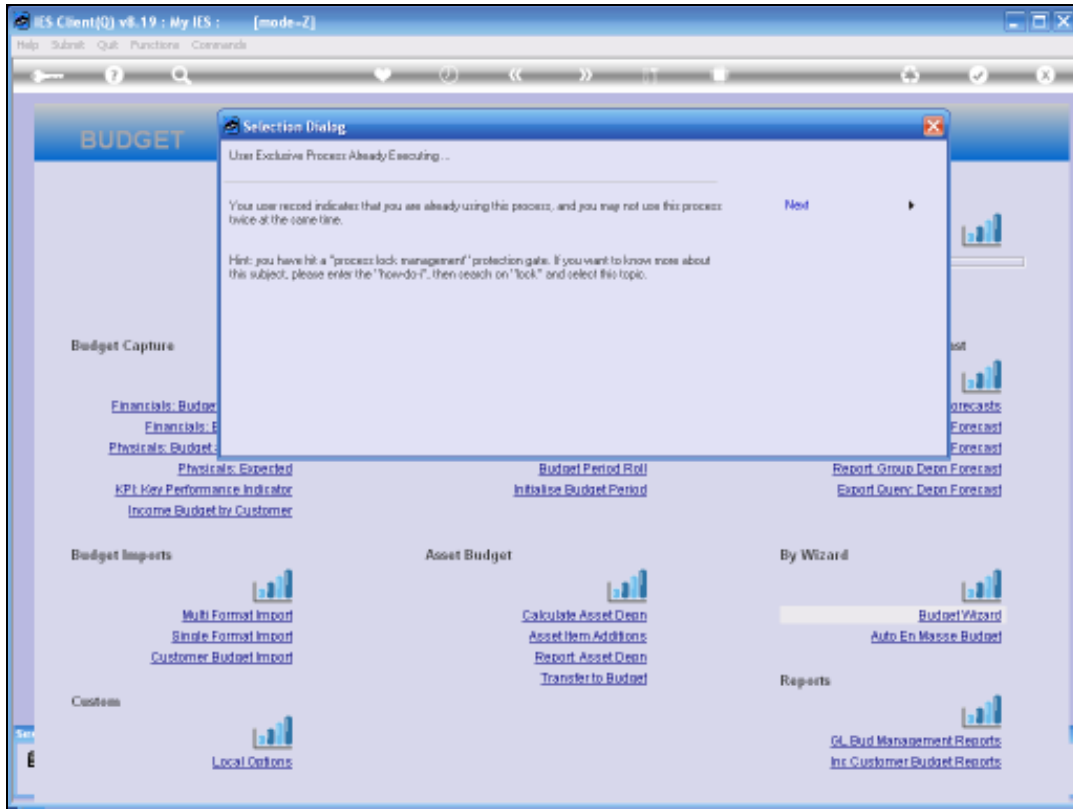 IES Client(Q) v8.19 : My IES : [mode=Z]
Help Submit Quit Functions Commands
BUDGET
Selection Dialog
User Exclusive Process Already Executing...
Your user record indicates that you are already using this process, and you may not use this process
twice at the same time.
Next
Hint: you have hit a "process lock management" protection gate. If you want to know more about
this subject, please enter the "how-do-i", then search on "lock" and select this topic.
Budget Capture
ast
Financials: Budge
orecasts
Financials: B
Forecast
Physicals: Budget
Forecast
Physicals: Expected
Budget Period Roll
Report: Group Depn Forecast
KPI: Key Performance Indicator
Initialise Budget Period
Export Query: Depn Forecast
Income Budget by Customer
Budget Imports
Asset Budget
By Wizard
Multi Format Import
Calculate Asset Depn
Budget Wizard
Single Format Import
Asset Item Additions
Auto En Masse Budget
Customer Budget Import
Report: Asset Depn
Transfer to Budget
Reports
Custom
GL Bud Management Reports
Local Options
Inc Customer Budget Reports